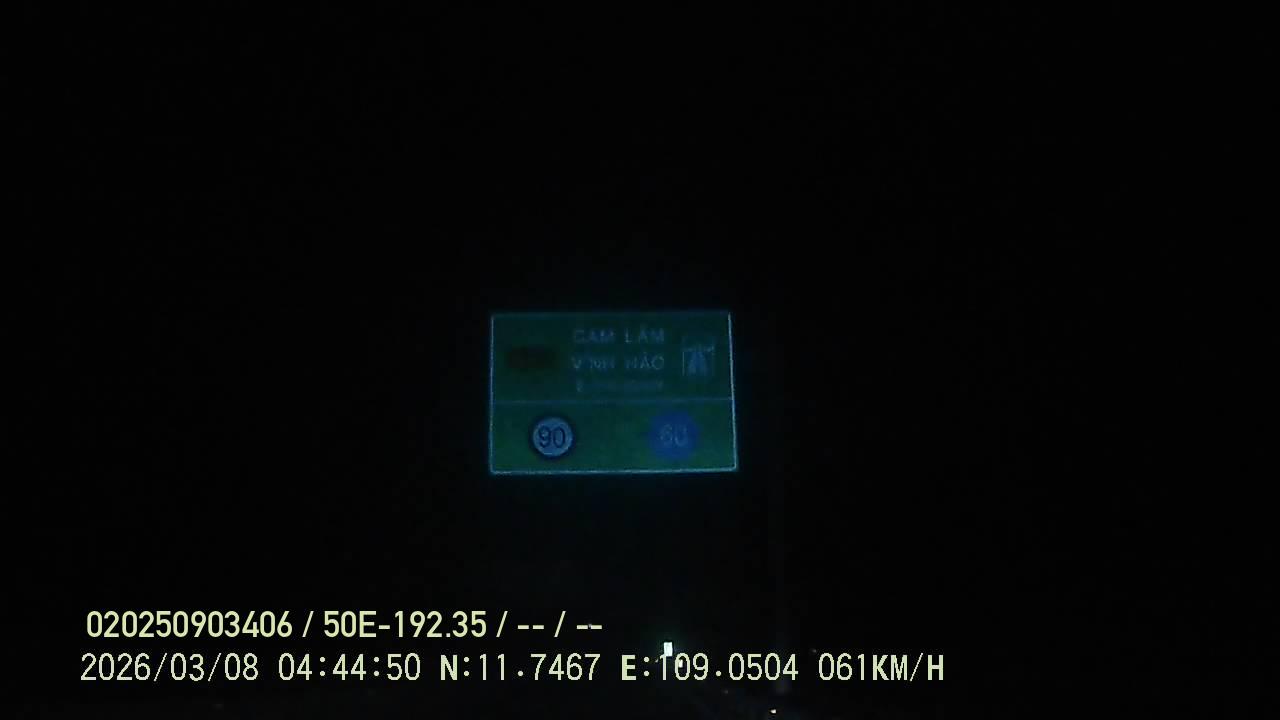 CAM LÂM
VĨNH HẢO
90
60
020250903406 / 50E-192.35 / -- / --
2026/03/08 04:44:50 N:11.7467 E:109.0504 061KM/H